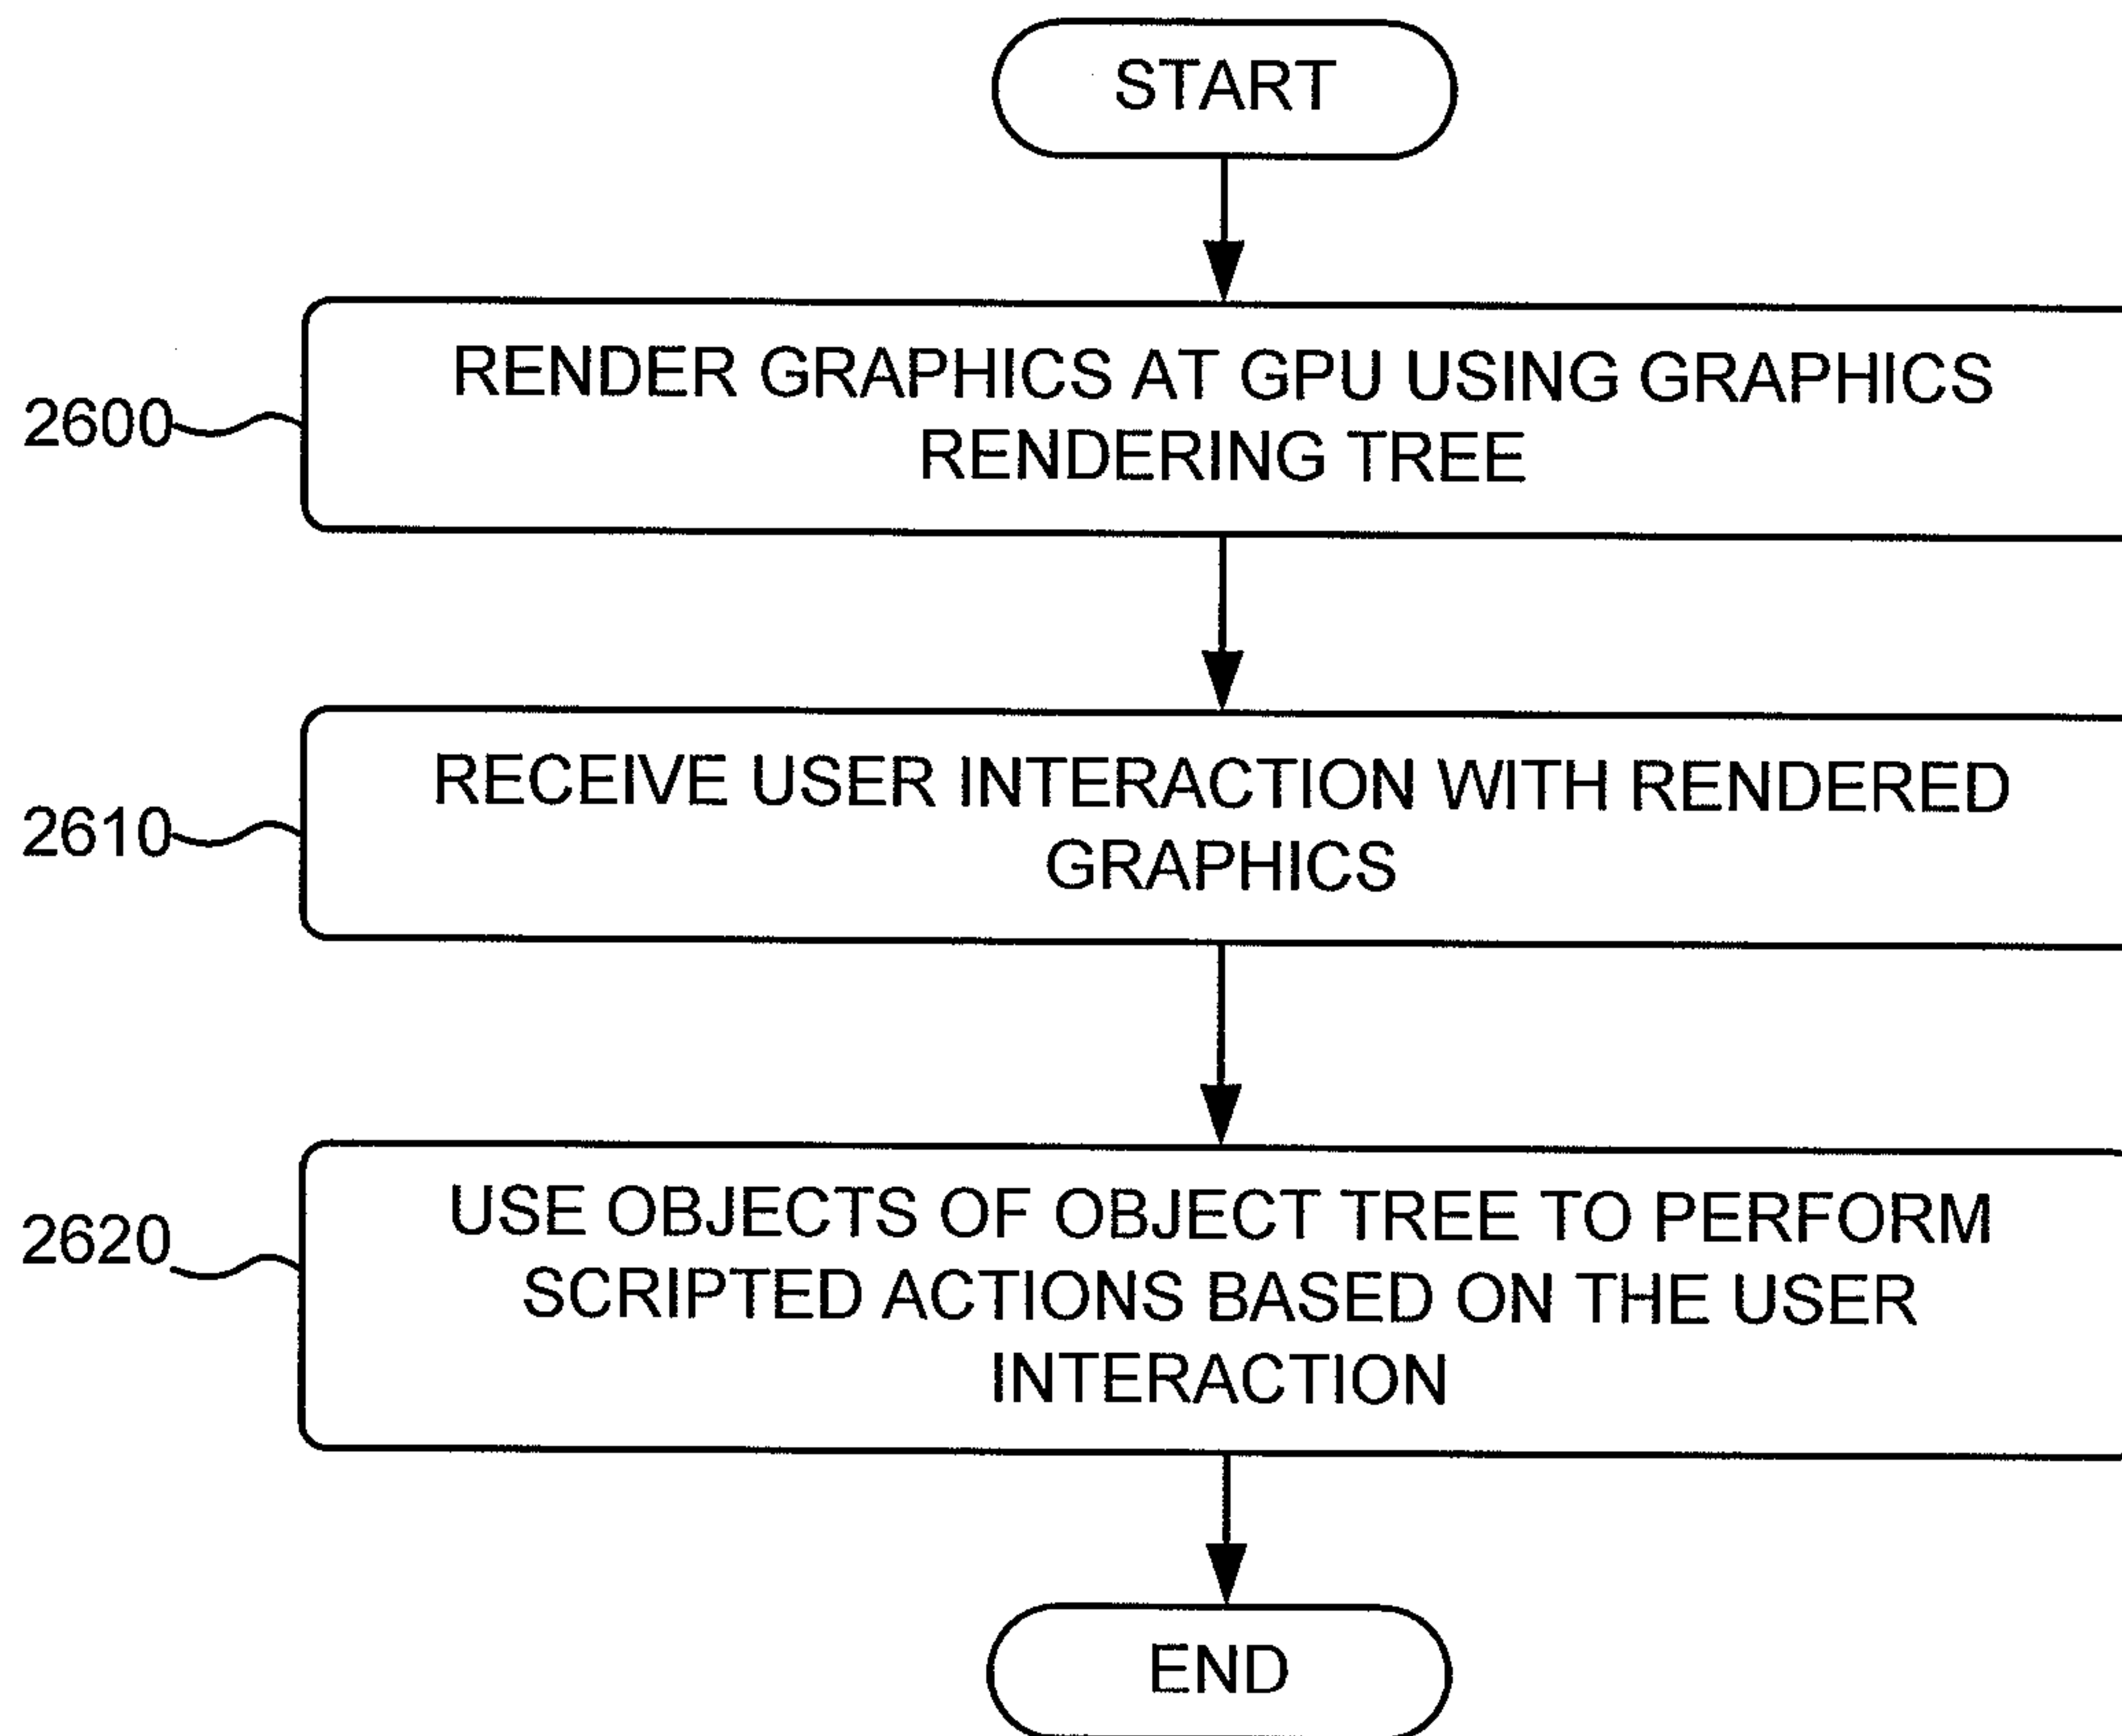 START
RENDER GRAPHICS AT GPU USING GRAPHICS
RENDERING TREE
2600
RECEIVE USER INTERACTION WITH RENDERED
GRAPHICS
2610
USE OBJECTS OF OBJECT TREE TO PERFORM
SCRIPTED ACTIONS BASED ON THE USER
INTERACTION
2620
END